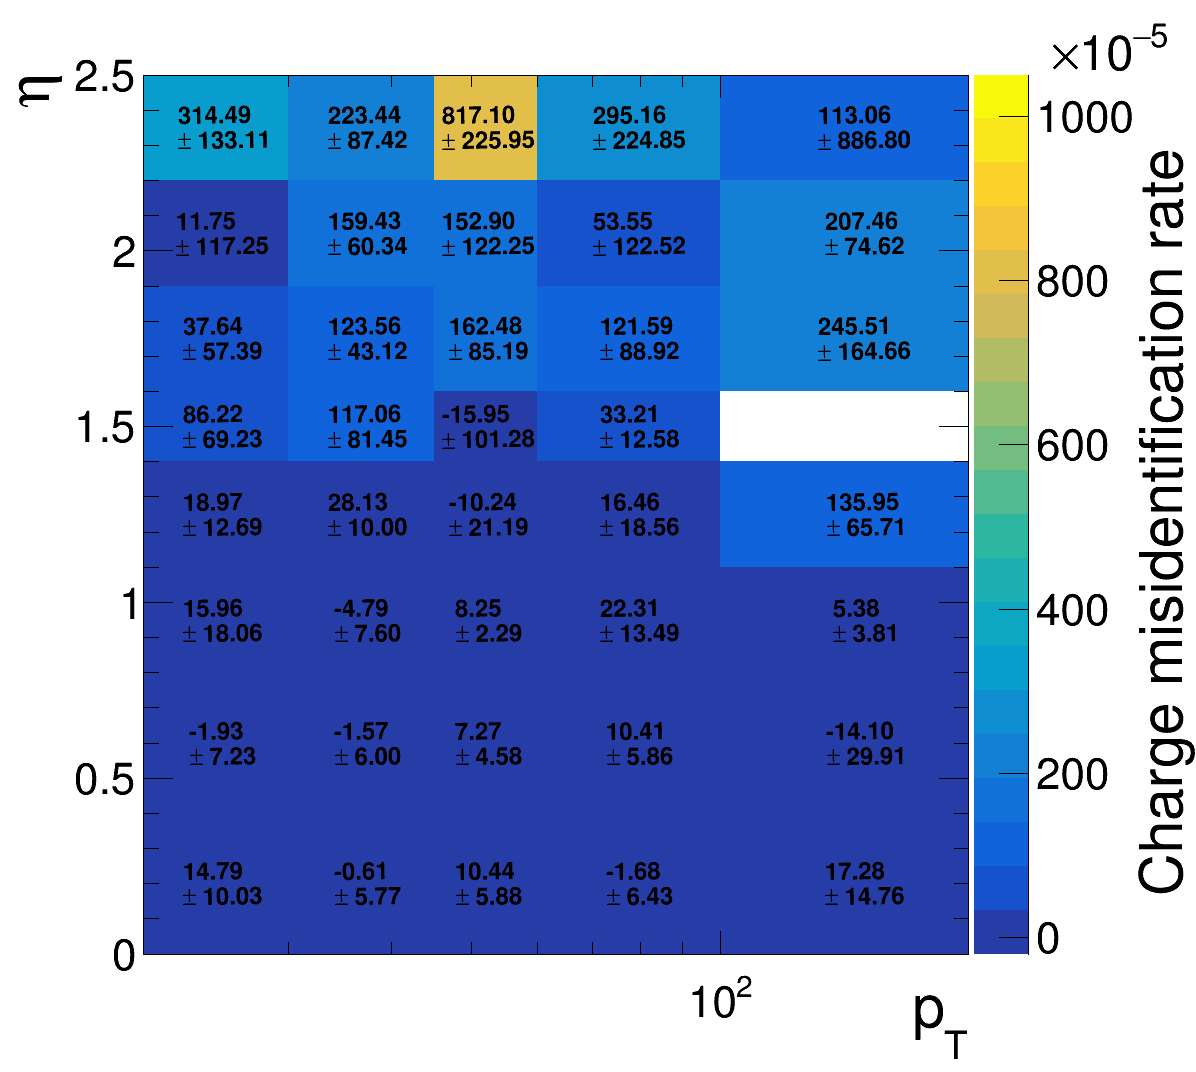 ×10⁻⁵
η
2.5
314.49 223.44 817.10 295.16 113.06
± 133.11 ± 87.42 ± 225.95 ± 224.85 ± 886.80
1000
11.75 159.43 152.90 53.55 207.46
2 ± 117.25 ± 60.34 ± 122.25 ± 122.52 ± 74.62
800
37.64 123.56 162.48 121.59 245.51
± 57.39 ± 43.12 ± 85.19 ± 88.92 ± 164.66
1.5 86.22 117.06 -15.95 33.21
± 69.23 ± 81.45 ± 101.28 ± 12.58
600
18.97 28.13 -10.24 16.46 135.95
± 12.69 ± 10.00 ± 21.19 ± 18.56 ± 65.71
1 15.96 -4.79 8.25 22.31 5.38
± 18.06 ± 7.60 ± 2.29 ± 13.49 ± 3.81
400
-1.93 -1.57 7.27 10.41 -14.10
± 7.23 ± 6.00 ± 4.58 ± 5.86 ± 29.91
0.5
200
14.79 -0.61 10.44 -1.68 17.28
± 10.03 ± 5.77 ± 5.88 ± 6.43 ± 14.76
0
0
10²
p_T
Charge misidentification rate